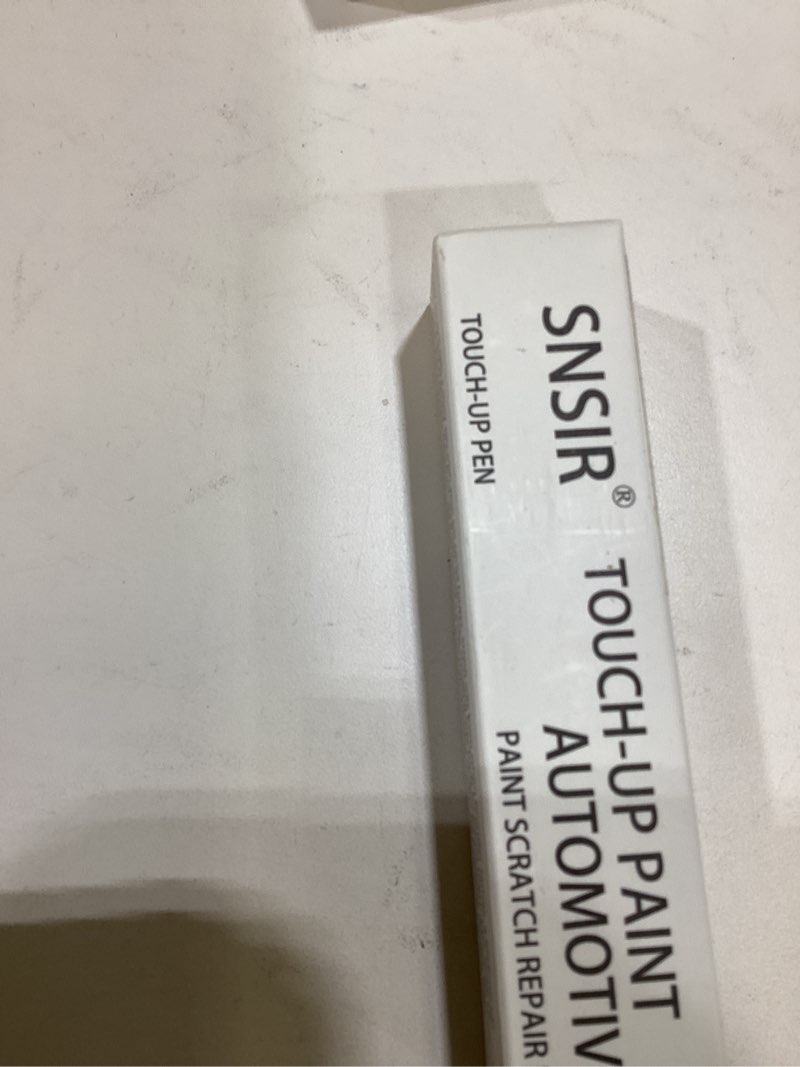 SNSIR®
TOUCH-UP PEN
TOUCH-UP PAINT
AUTOMOTIV
PAINT SCRATCH REPAIR